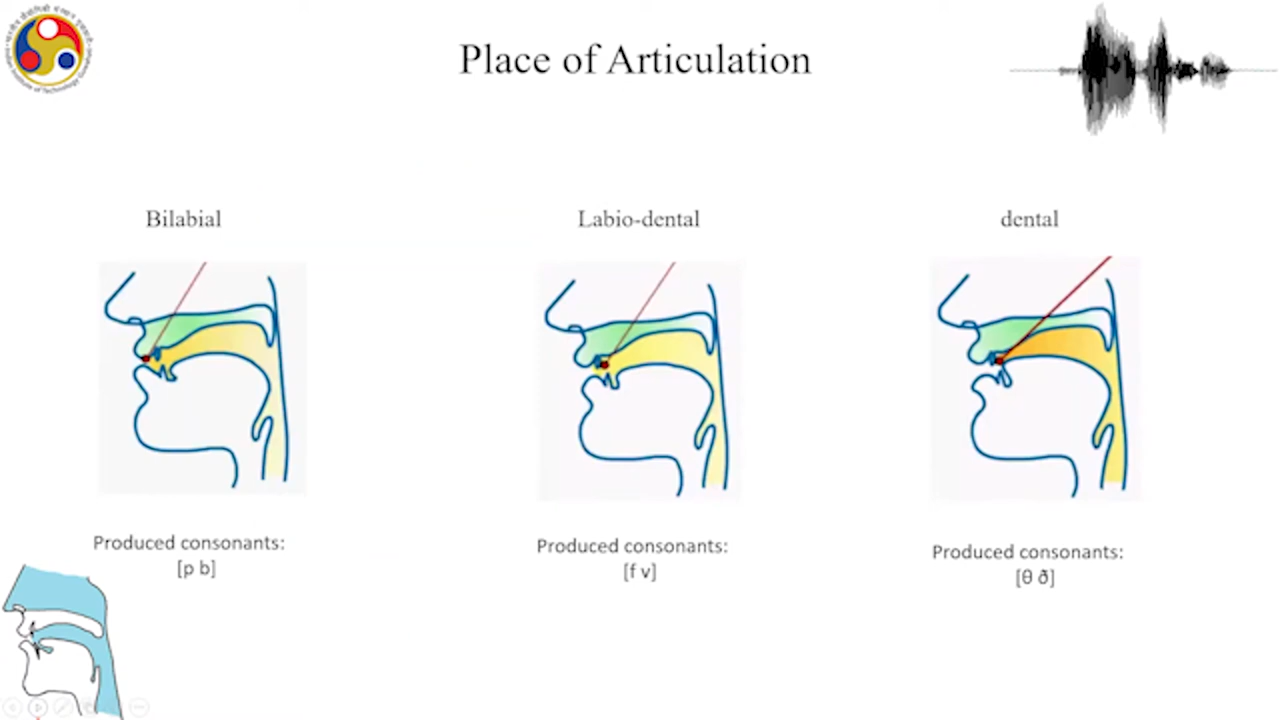 Place of Articulation
Bilabial
Labio-dental
dental
Produced consonants:
[p b]
Produced consonants:
[f v]
Produced consonants:
[θ ð]